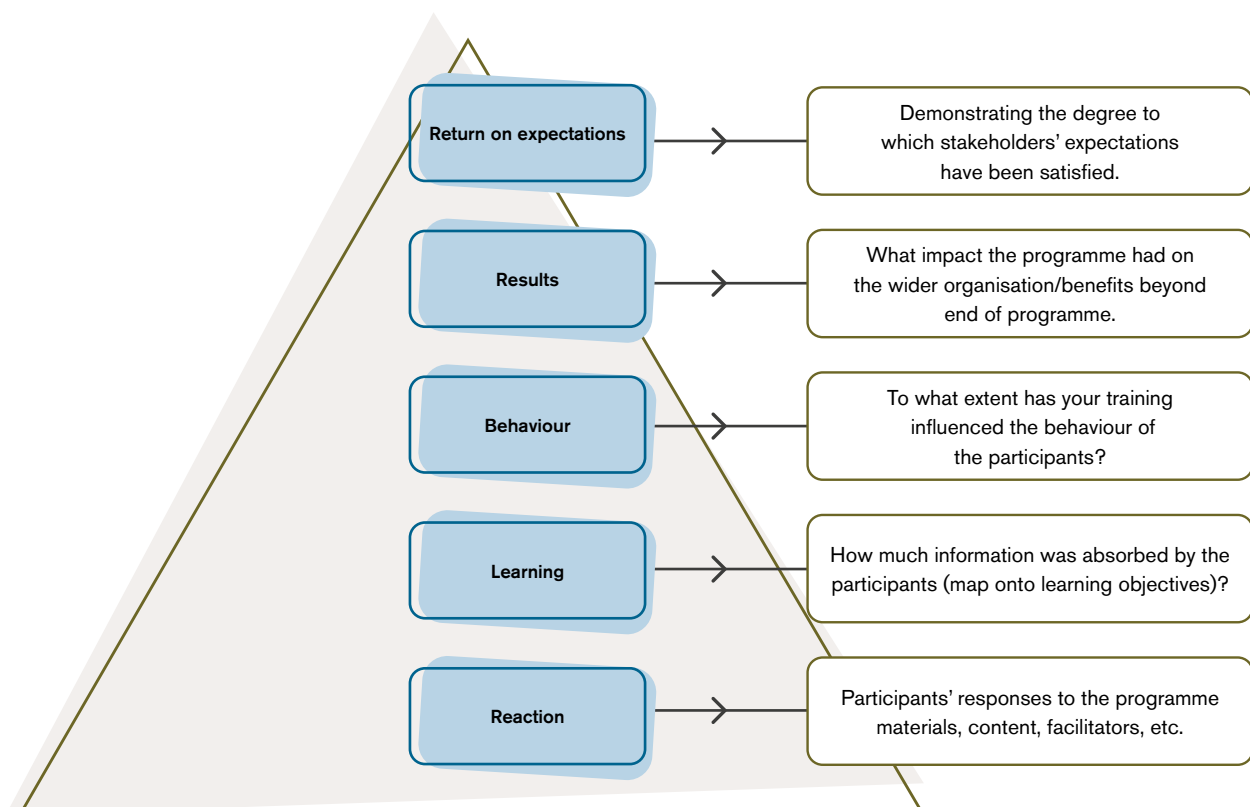 Return on expectations
Demonstrating the degree to
which stakeholders’ expectations
have been satisfied.
Results
What impact the programme had on
the wider organisation/benefits beyond
end of programme.
Behaviour
To what extent has your training
influenced the behaviour of
the participants?
Learning
How much information was absorbed by the
participants (map onto learning objectives)?
Reaction
Participants’ responses to the programme
materials, content, facilitators, etc.